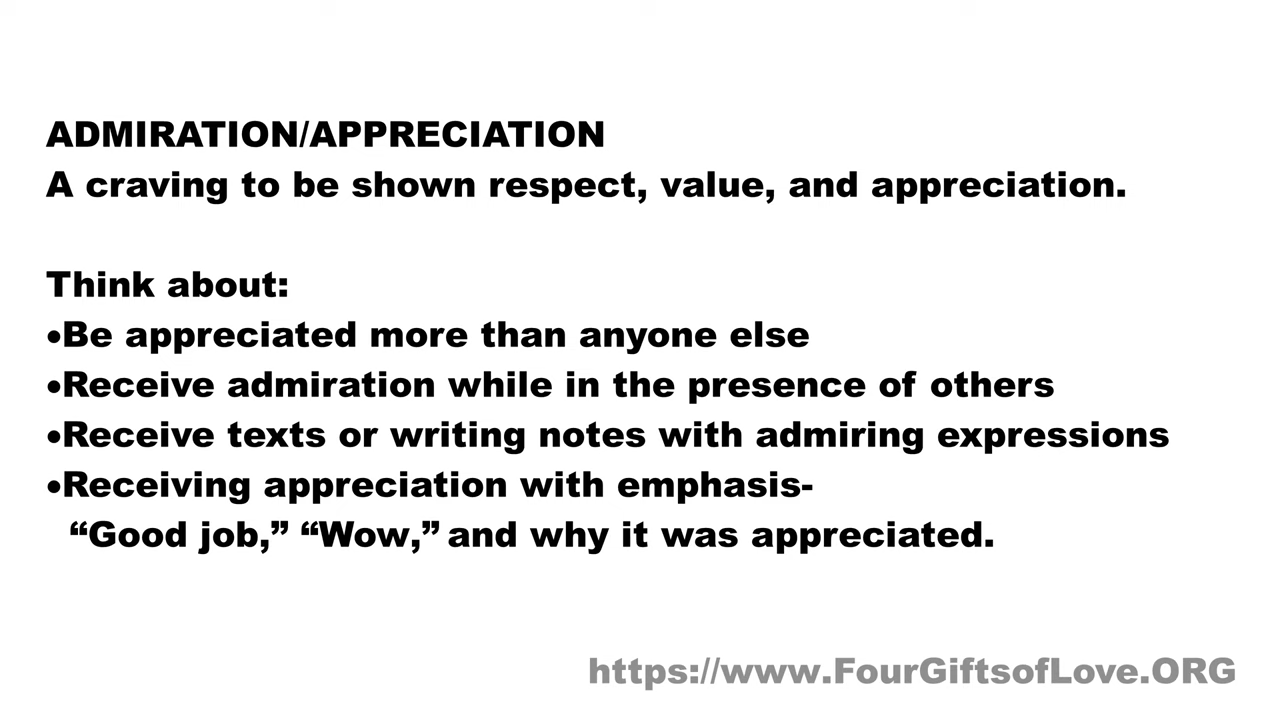 ADMIRATION/APPRECIATION
A craving to be shown respect, value, and appreciation.
Think about:
•Be appreciated more than anyone else
•Receive admiration while in the presence of others
•Receive texts or writing notes with admiring expressions
•Receiving appreciation with emphasis-
“Good job,” “Wow,” and why it was appreciated.
https://www.FourGiftsofLove.ORG